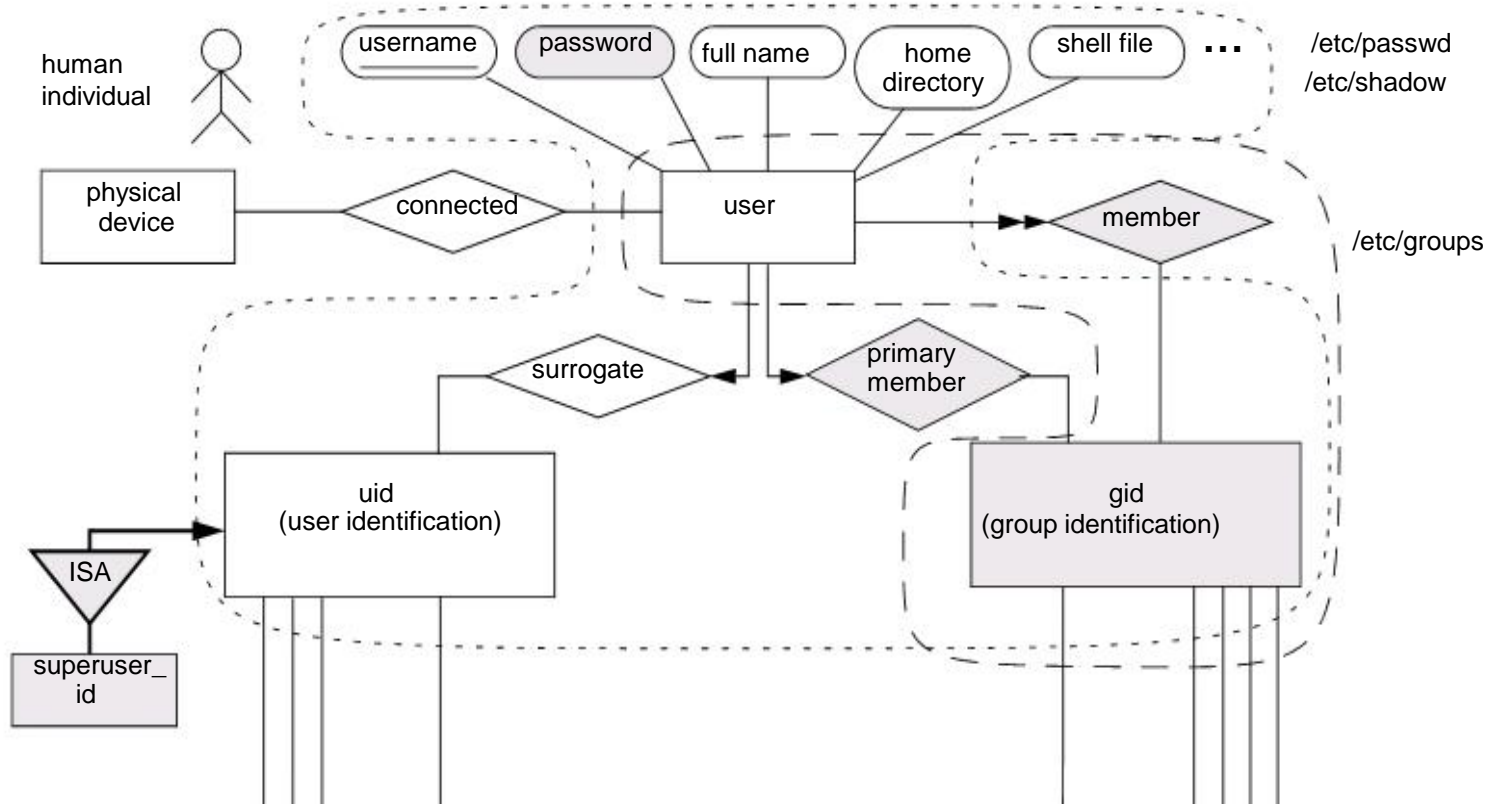 human
individual
username
password
full name
home
directory
shell file
...
/etc/passwd
/etc/shadow
physical
device
connected
user
member
/etc/groups
surrogate
primary
member
uid
(user identification)
gid
(group identification)
ISA
superuser_
id